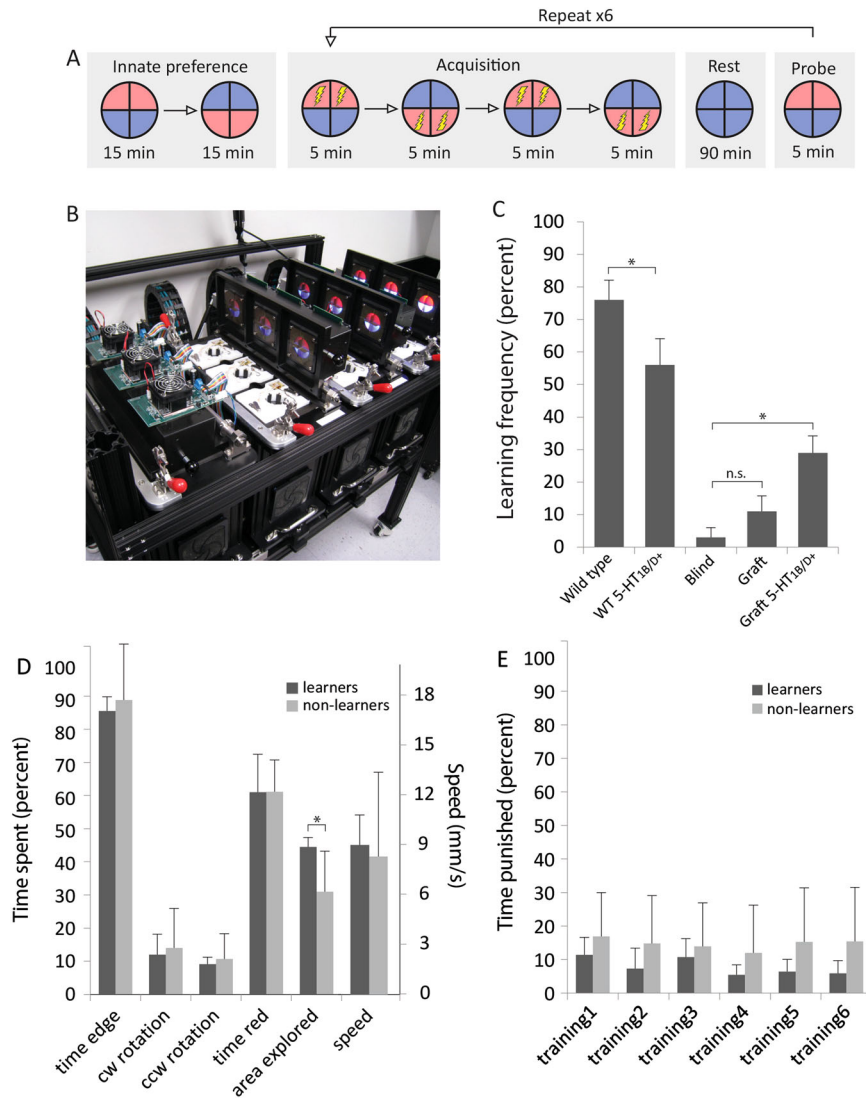 Repeat x6
A
Innate preference
Acquisition
Rest
Probe
15 min
15 min
5 min
5 min
5 min
5 min
90 min
5 min
B
C
Learning frequency (percent)
100
90
80
70
60
50
40
30
20
10
0
*
n.s.
*
Wild type
WT 5-HT1B/D+
Blind
Graft
Graft 5-HT1B/D+
D
Time spent (percent)
100
90
80
70
60
50
40
30
20
10
0
learners
non-learners
*
18
15
12
9
6
3
0
Speed (mm/s)
time edge
cw rotation
ccw rotation
time red
area explored
speed
E
Time punished (percent)
100
90
80
70
60
50
40
30
20
10
0
learners
non-learners
training1
training2
training3
training4
training5
training6